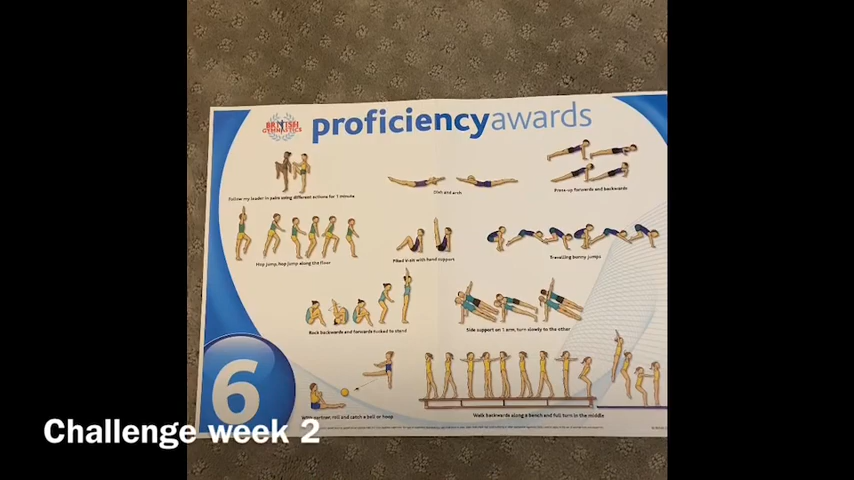 BRITISH
GYMNASTICS
proficiencyawards
Follow my leader in pairs using different actions for 1 minute
Dish and arch
Press-up forwards and backwards
Hop jump, hop jump along the floor
Piked V-sit with hand support
Travelling bunny jumps
Rock backwards and forwards tucked to stand
Side support on 1 arm, turn slowly to the other
6
With partner, roll and catch a ball or hoop
Walk backwards along a bench and full turn in the middle
Challenge week 2